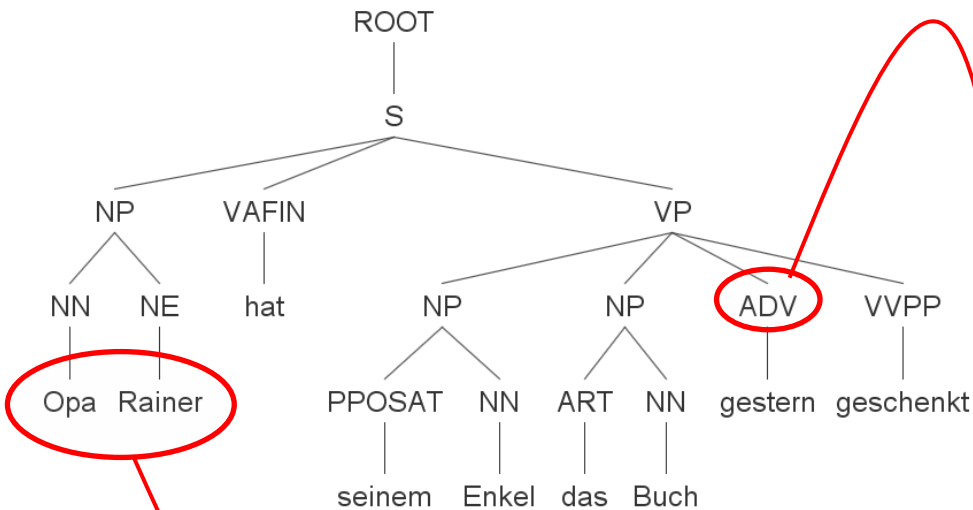 ROOT
S
NP VAFIN VP
NN NE hat NP NP ADV VVPP
Opa Rainer PPOSAT NN ART NN gestern geschenkt
seinem Enkel das Buch